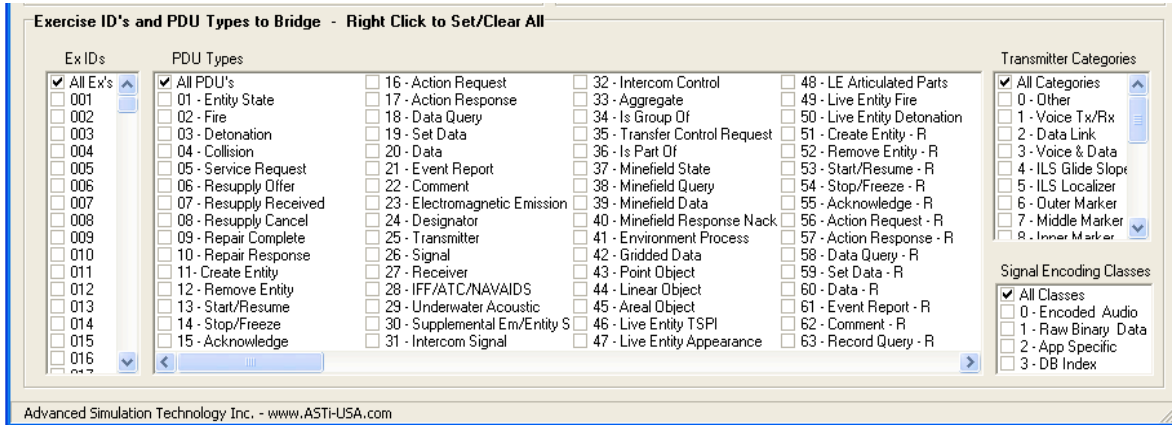 Exercise ID's and PDU Types to Bridge - Right Click to Set/Clear All
Ex IDs
All Ex's
001
002
003
004
005
006
007
008
009
010
011
012
013
014
015
016
017
PDU Types
All PDU's
01 - Entity State
02 - Fire
03 - Detonation
04 - Collision
05 - Service Request
06 - Resupply Offer
07 - Resupply Received
08 - Resupply Cancel
09 - Repair Complete
10 - Repair Response
11- Create Entity
12 - Remove Entity
13 - Start/Resume
14 - Stop/Freeze
15 - Acknowledge
16 - Action Request
17 - Action Response
18 - Data Query
19 - Set Data
20 - Data
21 - Event Report
22 - Comment
23 - Electromagnetic Emission
24 - Designator
25 - Transmitter
26 - Signal
27 - Receiver
28 - IFF/ATC/NAVAIDS
29 - Underwater Acoustic
30 - Supplemental Em/Entity S
31 - Intercom Signal
32 - Intercom Control
33 - Aggregate
34 - Is Group Of
35 - Transfer Control Request
36 - Is Part Of
37 - Minefield State
38 - Minefield Query
39 - Minefield Data
40 - Minefield Response Nack
41 - Environment Process
42 - Gridded Data
43 - Point Object
44 - Linear Object
45 - Areal Object
46 - Live Entity TSPI
47 - Live Entity Appearance
48 - LE Articulated Parts
49 - Live Entity Fire
50 - Live Entity Detonation
51 - Create Entity - R
52 - Remove Entity - R
53 - Start/Resume - R
54 - Stop/Freeze - R
55 - Acknowledge - R
56 - Action Request - R
57 - Action Response - R
58 - Data Query - R
59 - Set Data - R
60 - Data - R
61 - Event Report - R
62 - Comment - R
63 - Record Query - R
Transmitter Categories
All Categories
0 - Other
1 - Voice Tx/Rx
2 - Data Link
3 - Voice & Data
4 - ILS Glide Slope
5 - ILS Localizer
6 - Outer Marker
7 - Middle Marker
8 - Inner Marker
Signal Encoding Classes
All Classes
0 - Encoded Audio
1 - Raw Binary Data
2 - App Specific
3 - DB Index
Advanced Simulation Technology Inc. - www.ASTi-USA.com